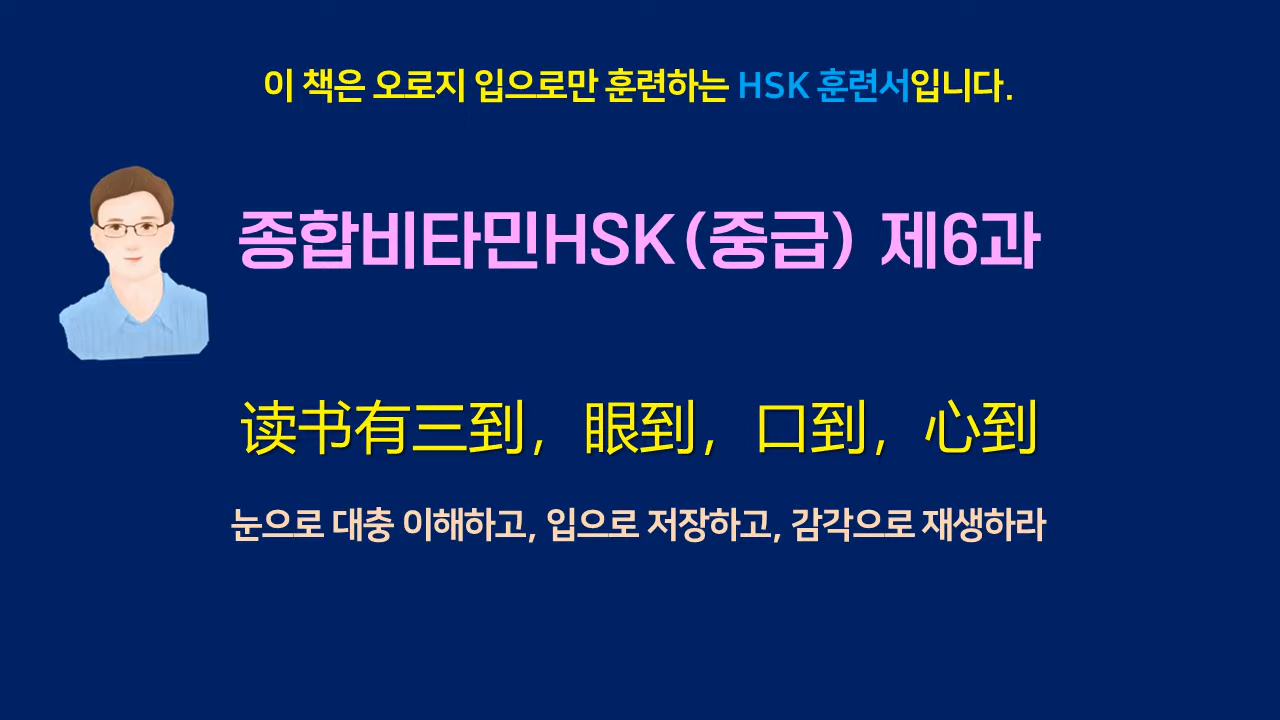 이 책은 오로지 입으로만 훈련하는 HSK 훈련서입니다.
종합비타민HSK(중급) 제6과
读书有三到，眼到，口到，心到
눈으로 대충 이해하고, 입으로 저장하고, 감각으로 재생하라